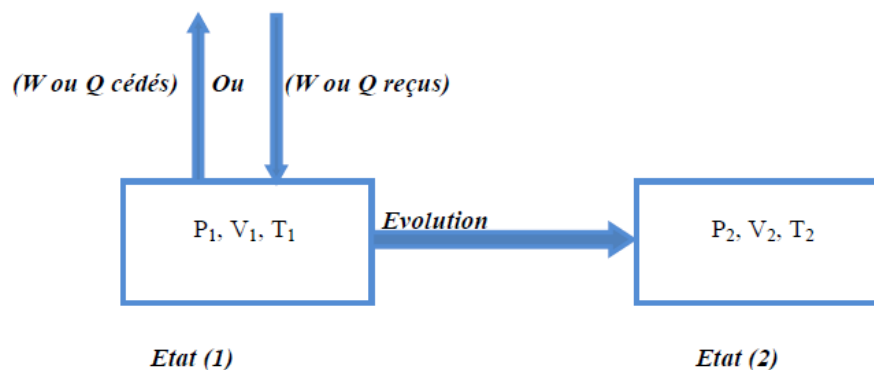 (W ou Q cédés) Ou (W ou Q reçus)
Evolution
P₁, V₁, T₁
P₂, V₂, T₂
Etat (1)
Etat (2)